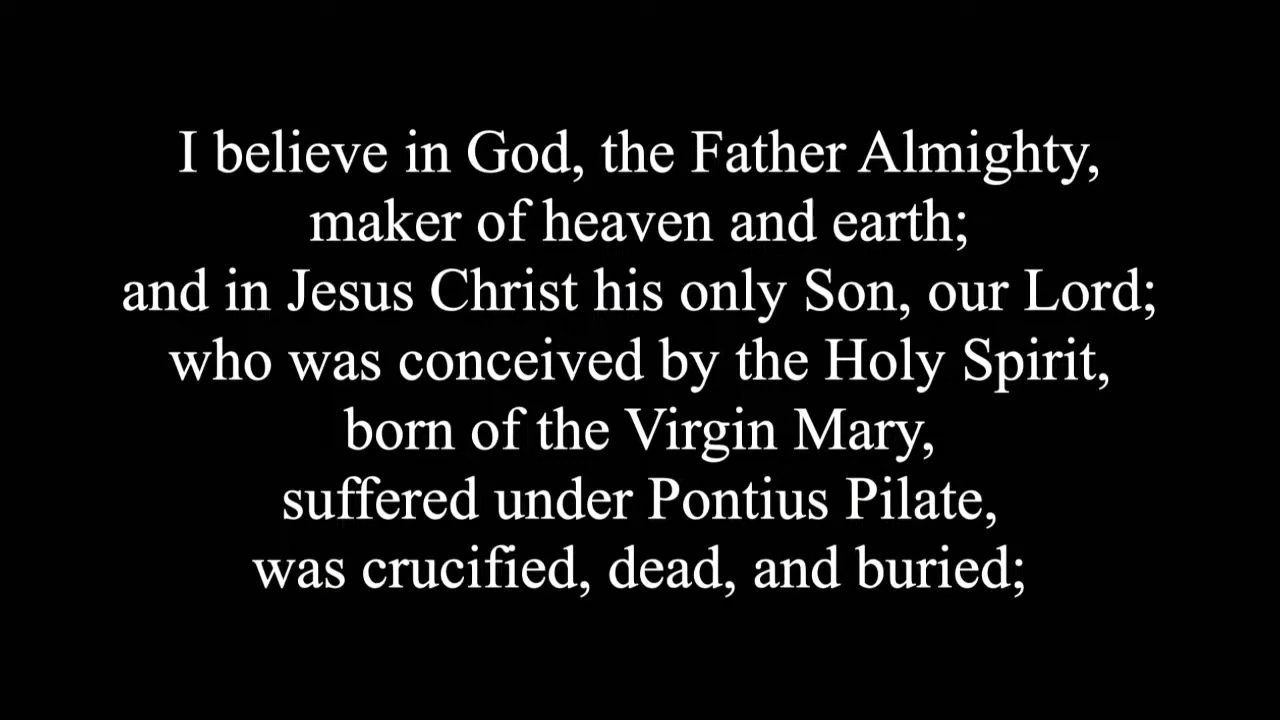 I believe in God, the Father Almighty,
maker of heaven and earth;
and in Jesus Christ his only Son, our Lord;
who was conceived by the Holy Spirit,
born of the Virgin Mary,
suffered under Pontius Pilate,
was crucified, dead, and buried;